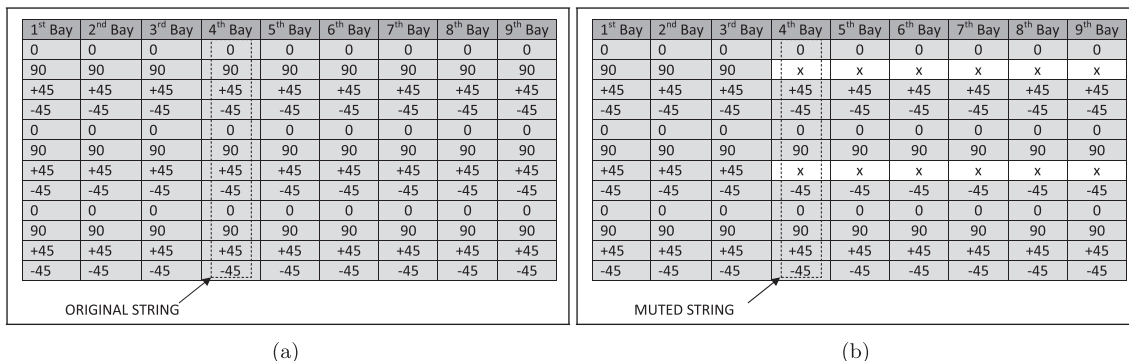 1st Bay 2nd Bay 3rd Bay 4th Bay 5th Bay 6th Bay 7th Bay 8th Bay 9th Bay
0 0 0 0 0 0 0 0 0
90 90 90 90 90 90 90 90 90
+45 +45 +45 +45 +45 +45 +45 +45 +45
-45 -45 -45 -45 -45 -45 -45 -45 -45
0 0 0 0 0 0 0 0 0
90 90 90 90 90 90 90 90 90
+45 +45 +45 +45 +45 +45 +45 +45 +45
-45 -45 -45 -45 -45 -45 -45 -45 -45
0 0 0 0 0 0 0 0 0
90 90 90 90 90 90 90 90 90
+45 +45 +45 +45 +45 +45 +45 +45 +45
-45 -45 -45 -45 -45 -45 -45 -45 -45
ORIGINAL STRING
(a)
1st Bay 2nd Bay 3rd Bay 4th Bay 5th Bay 6th Bay 7th Bay 8th Bay 9th Bay
0 0 0 0 0 0 0 0 0
90 90 90 x x x x x x
+45 +45 +45 +45 +45 +45 +45 +45 +45
-45 -45 -45 -45 -45 -45 -45 -45 -45
0 0 0 0 0 0 0 0 0
90 90 90 90 90 90 90 90 90
+45 +45 +45 x x x x x x
-45 -45 -45 -45 -45 -45 -45 -45 -45
0 0 0 0 0 0 0 0 0
90 90 90 90 90 90 90 90 90
+45 +45 +45 +45 +45 +45 +45 +45 +45
-45 -45 -45 -45 -45 -45 -45 -45 -45
MUTED STRING
(b)